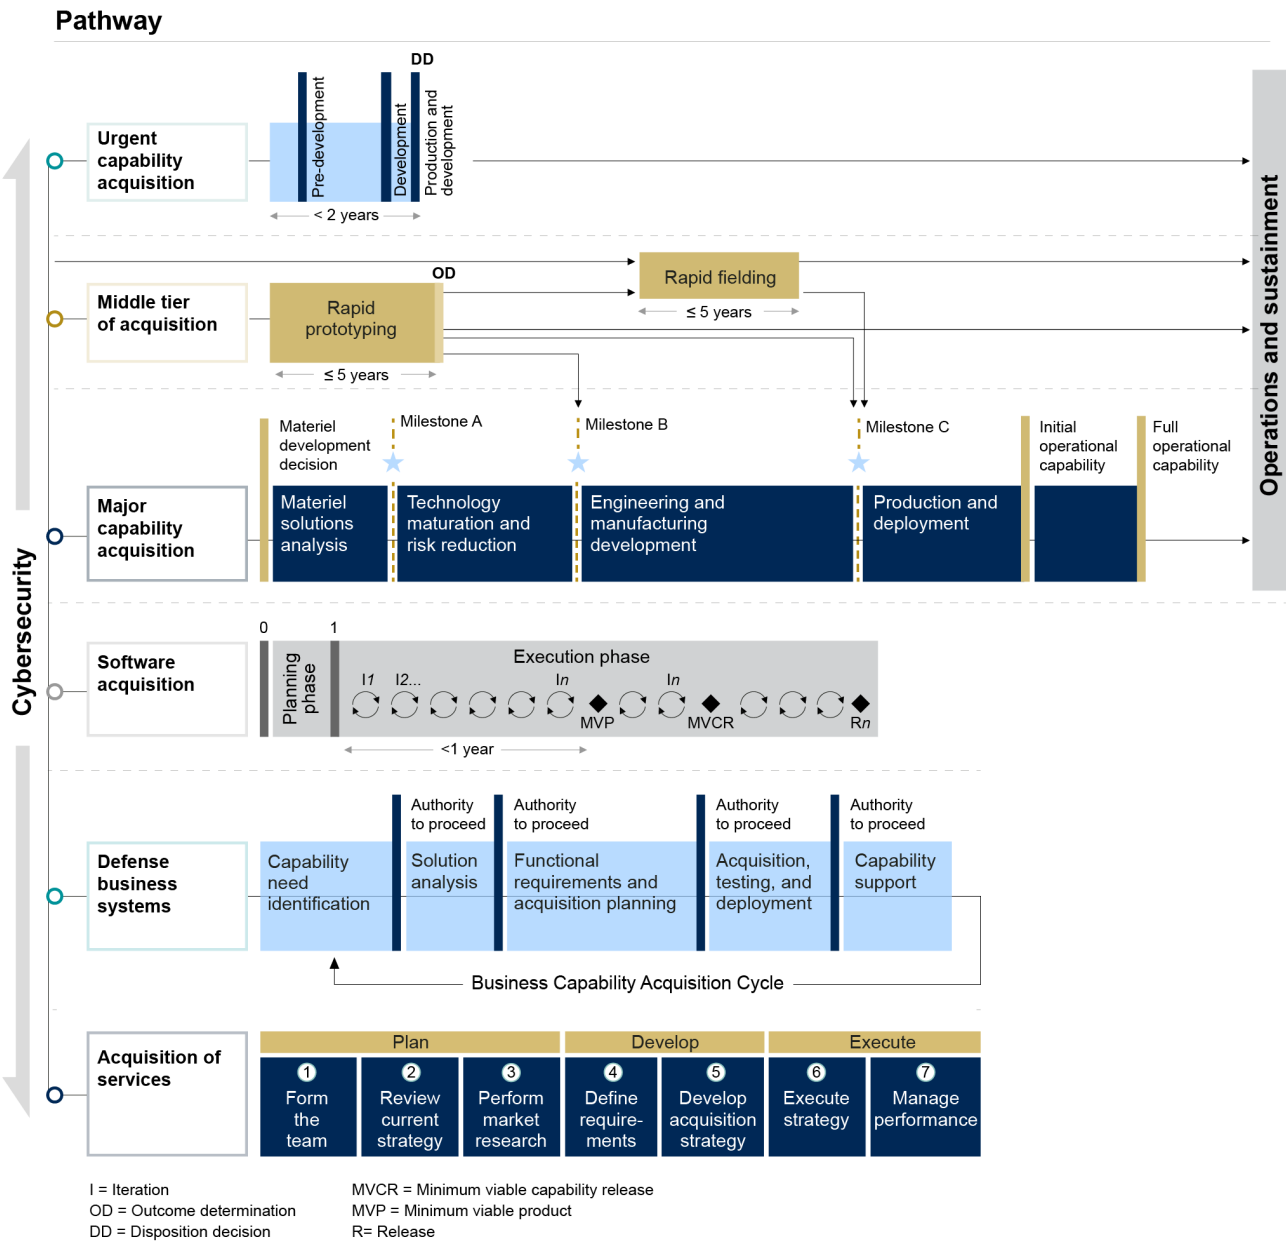 Pathway
DD
Urgent
capability
acquisition
Pre-development
Development
Production and
development
< 2 years
Operations and sustainment
Middle tier
of acquisition
Rapid
prototyping
OD
≤ 5 years
Rapid fielding
≤ 5 years
Materiel
development
decision
Milestone A
Milestone B
Milestone C
Initial
operational
capability
Full
operational
capability
Major
capability
acquisition
Materiel
solutions
analysis
Technology
maturation and
risk reduction
Engineering and
manufacturing
development
Production and
deployment
Cybersecurity
Software
acquisition
0
1
Planning
phase
Execution phase
I1
I2...
In
In
MVP
MVCR
Rn
<1 year
Defense
business
systems
Capability
need
identification
Authority
to proceed
Solution
analysis
Authority
to proceed
Functional
requirements and
acquisition planning
Authority
to proceed
Acquisition,
testing, and
deployment
Authority
to proceed
Capability
support
Business Capability Acquisition Cycle
Acquisition of
services
Plan
Develop
Execute
1
Form
the
team
2
Review
current
strategy
3
Perform
market
research
4
Define
require-
ments
5
Develop
acquisition
strategy
6
Execute
strategy
7
Manage
performance
I = Iteration
OD = Outcome determination
DD = Disposition decision
MVCR = Minimum viable capability release
MVP = Minimum viable product
R= Release